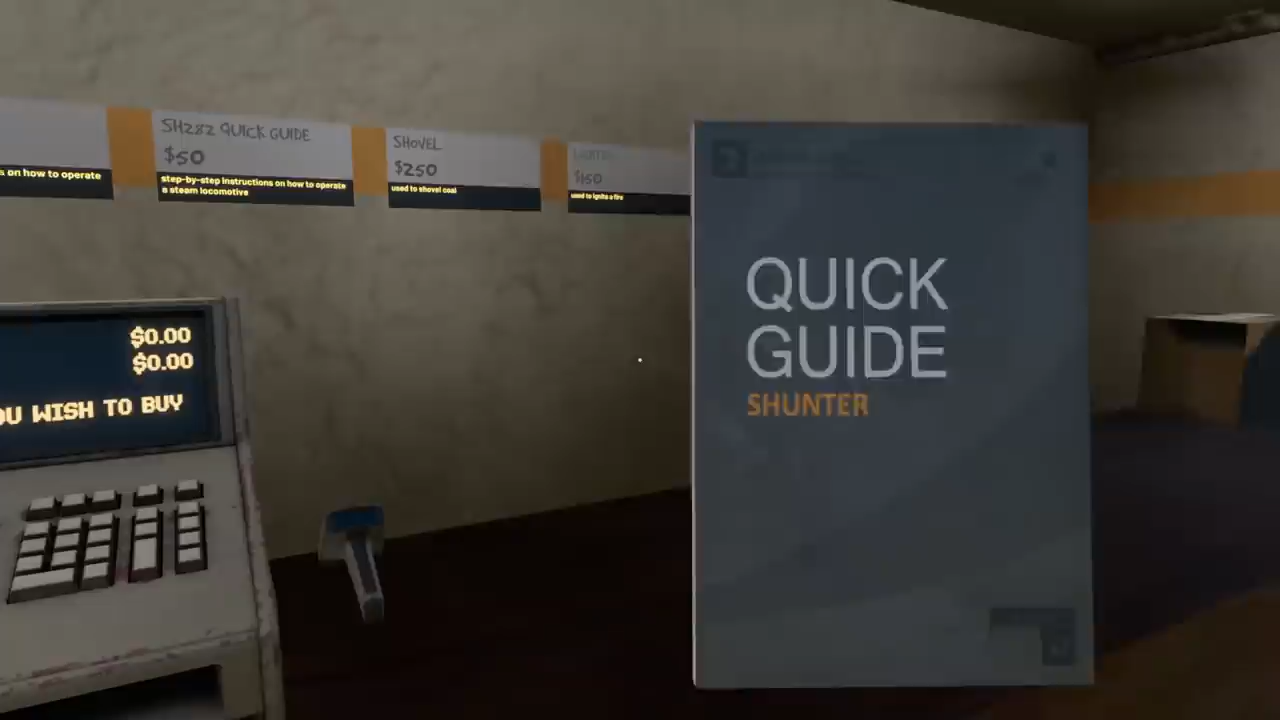 s on how to operate
SH282 QUICK GUIDE
$50
step-by-step instructions on how to operate
a steam locomotive
SHOVEL
$250
used to shovel coal
$150
used to ignite a fire
$0.00
$0.00
OU WISH TO BUY
QUICK
GUIDE
SHUNTER